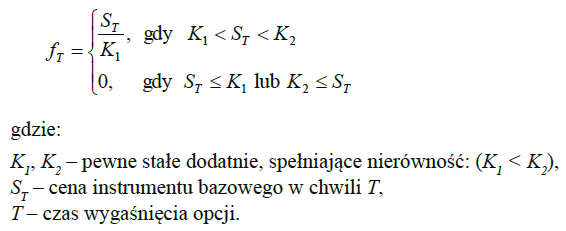 f_T = { S_T / K_1, gdy K_1 < S_T < K_2
0, gdy S_T ≤ K_1 lub K_2 ≤ S_T
gdzie:
K_1, K_2 – pewne stałe dodatnie, spełniające nierówność: (K_1 < K_2),
S_T – cena instrumentu bazowego w chwili T,
T – czas wygaśnięcia opcji.